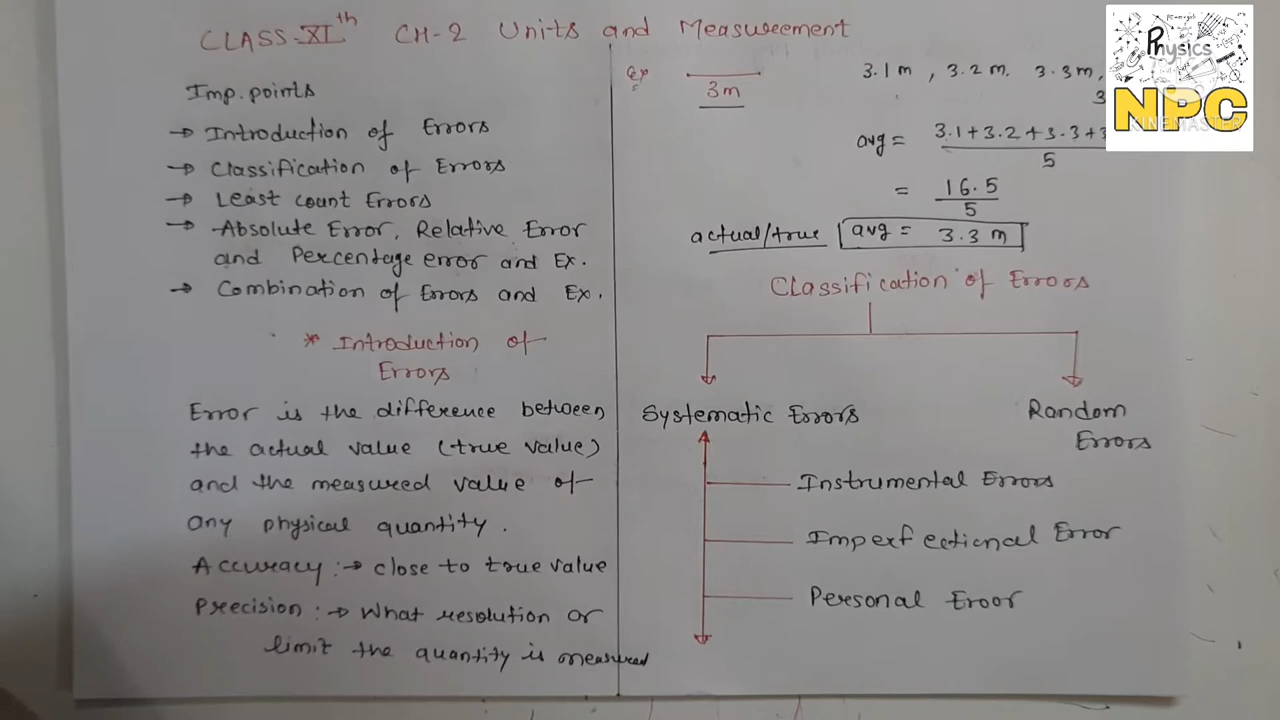 CLASS-XIth CH-2 Units and Measurement
Imp. points
→ Introduction of Errors
→ Classification of Errors
→ Least count Errors
→ Absolute Error, Relative Error
and Percentage error and Ex.
→ Combination of Errors and Ex.
* Introduction of
Errors
Error is the difference between
the actual value (true value)
and the measured value of
any physical quantity.
Accuracy :→ close to true value
Precision :→ What resolution or
limit the quantity is measured
Ex
3m
3.1m, 3.2m. 3.3m,
3
avg = 3.1+3.2+3.3+3
5
= 16.5
5
actual/true avg = 3.3 m
Classification of Errors
Systematic Errors
Random
Errors
Instrumental Errors
Imperfectional Error
Personal Error
Physics
NPC
KINEMASTER